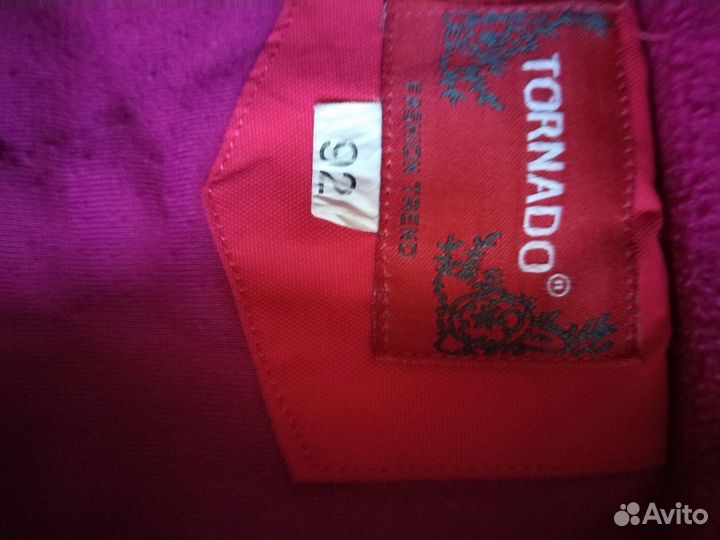 TORNADO®
FASHION TREND
92
Avito